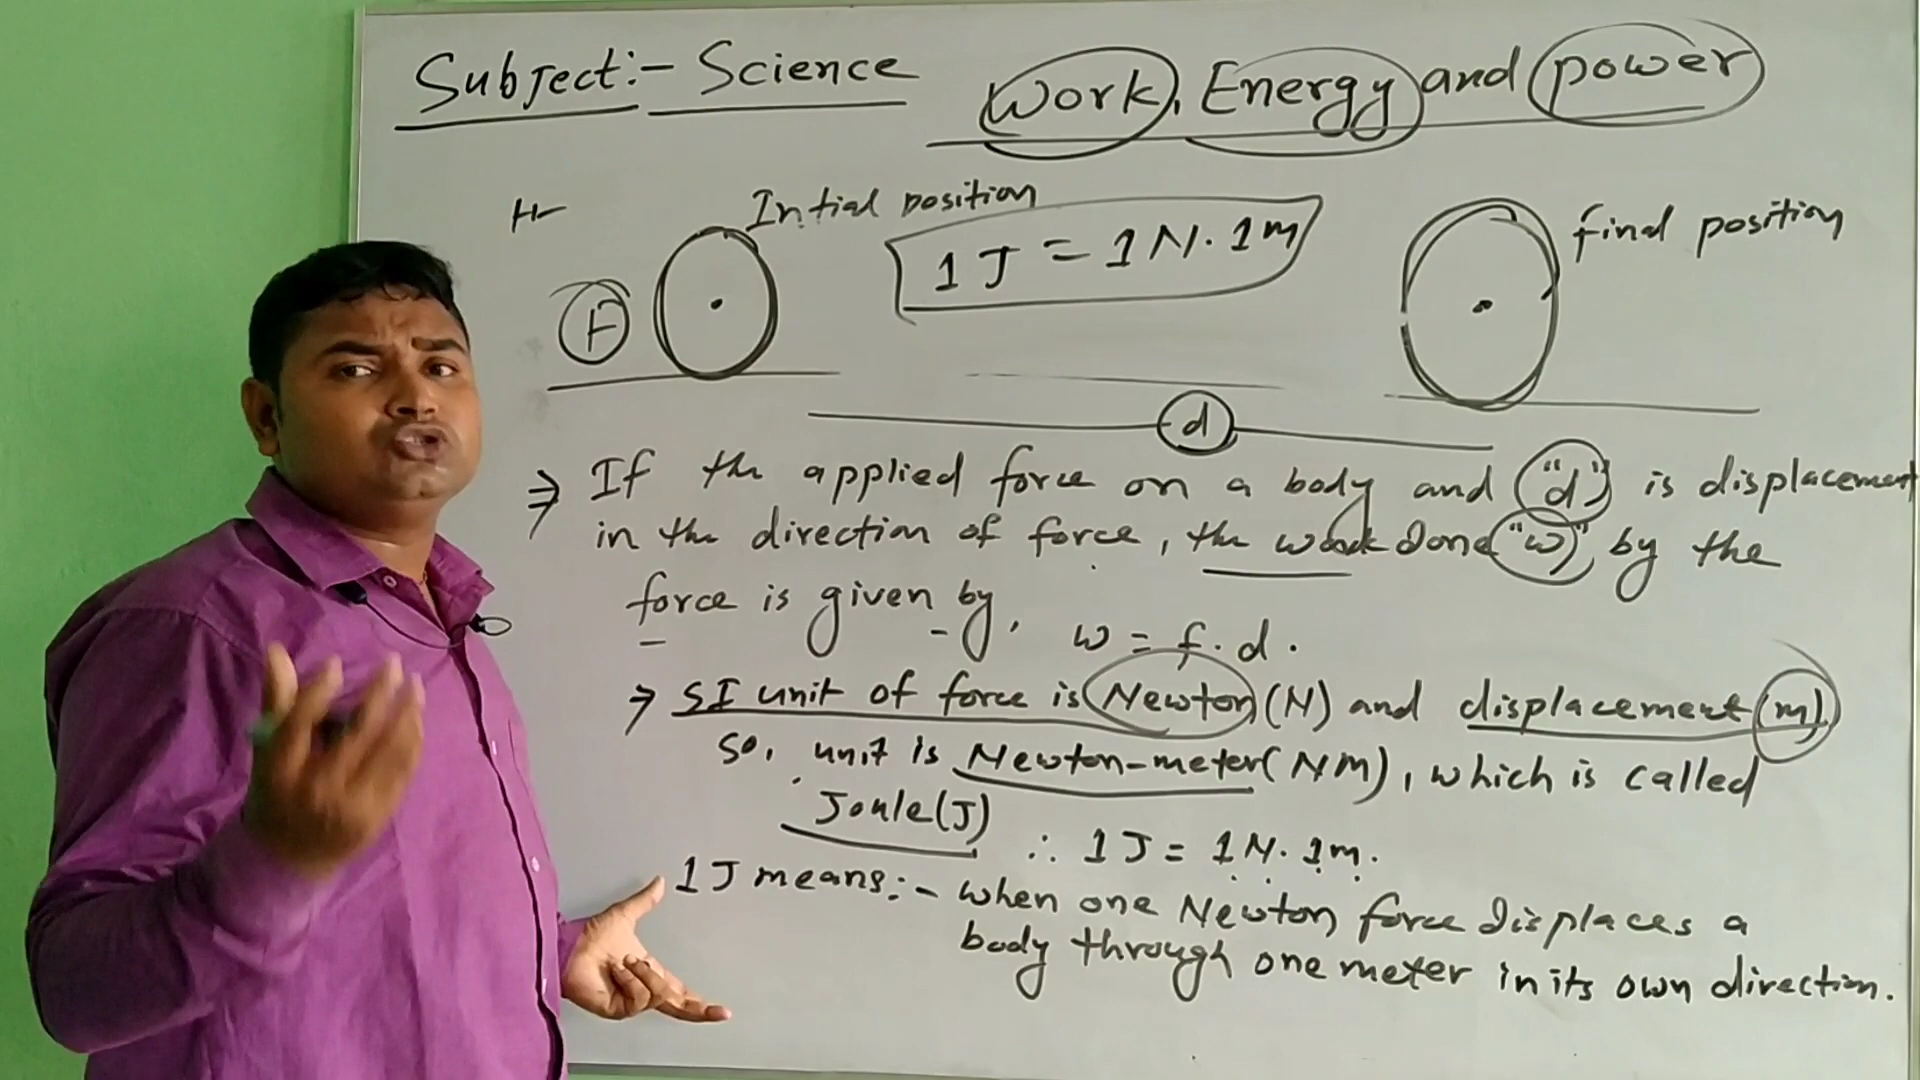 Subject:- Science
Work, Energy and power
Intial position
1 J = 1 N. 1m
final position
F
d
⇒ If the applied force on a body and "d" is displacement
in the direction of force, the work done "w" by the
force is given by, w = f. d.
→ SI unit of force is Newton (N) and displacement (m)
So, unit is Newton-meter (NM), which is called
Joule (J) ∴ 1 J = 1 N. 1m.
1 J means:- when one Newton force displaces a
body through one meter in its own direction.